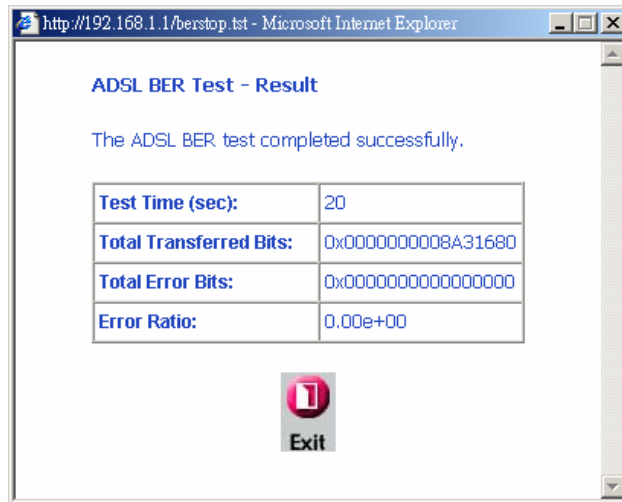 http://192.168.1.1/berstop.tst - Microsoft Internet Explorer
ADSL BER Test - Result
The ADSL BER test completed successfully.
Test Time (sec): 20
Total Transferred Bits: 0x0000000008A31680
Total Error Bits: 0x0000000000000000
Error Ratio: 0.00e+00
Exit